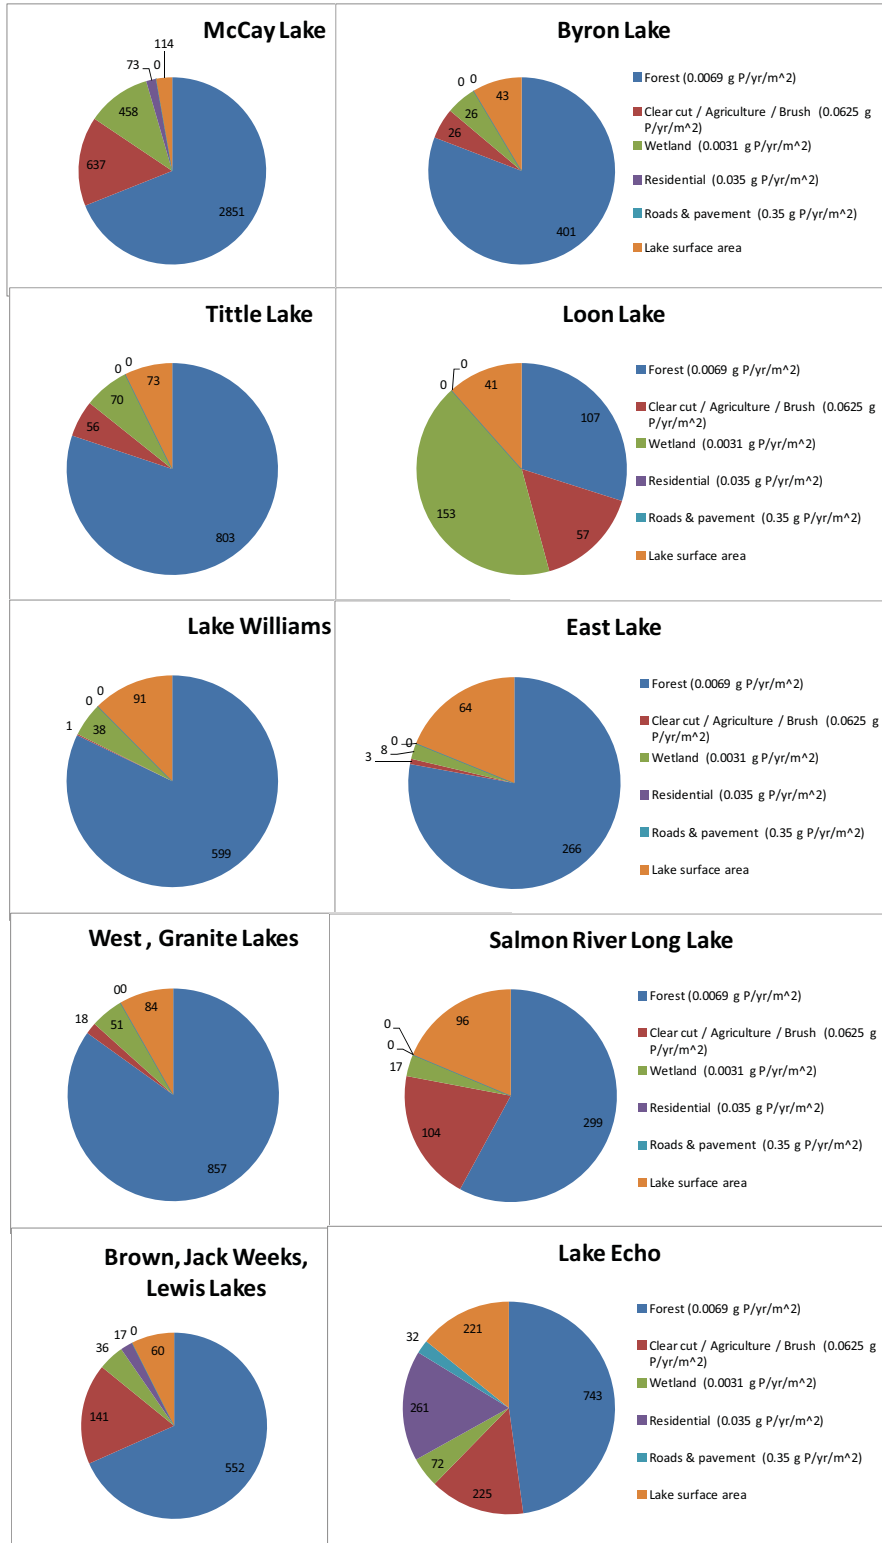 McCay Lake
114
73
0
458
637
2851
Byron Lake
0
0
43
26
26
401
Forest (0.0069 g P/yr/m^2)
Clear cut / Agriculture / Brush (0.0625 g
P/yr/m^2)
Wetland (0.0031 g P/yr/m^2)
Residential (0.035 g P/yr/m^2)
Roads & pavement (0.35 g P/yr/m^2)
Lake surface area
Tittle Lake
0
0
73
70
56
803
Loon Lake
0
0
41
107
153
57
Forest (0.0069 g P/yr/m^2)
Clear cut / Agriculture / Brush (0.0625 g
P/yr/m^2)
Wetland (0.0031 g P/yr/m^2)
Residential (0.035 g P/yr/m^2)
Roads & pavement (0.35 g P/yr/m^2)
Lake surface area
Lake Williams
0
0
91
1
38
599
East Lake
64
0
0
8
3
266
Forest (0.0069 g P/yr/m^2)
Clear cut / Agriculture / Brush (0.0625 g
P/yr/m^2)
Wetland (0.0031 g P/yr/m^2)
Residential (0.035 g P/yr/m^2)
Roads & pavement (0.35 g P/yr/m^2)
Lake surface area
West , Granite Lakes
0
0
84
18
51
857
Salmon River Long Lake
96
0
0
17
104
299
Forest (0.0069 g P/yr/m^2)
Clear cut / Agriculture / Brush (0.0625 g
P/yr/m^2)
Wetland (0.0031 g P/yr/m^2)
Residential (0.035 g P/yr/m^2)
Roads & pavement (0.35 g P/yr/m^2)
Lake surface area
Brown, Jack Weeks,
Lewis Lakes
17
0
36
60
141
552
Lake Echo
32
221
743
261
72
225
Forest (0.0069 g P/yr/m^2)
Clear cut / Agriculture / Brush (0.0625 g
P/yr/m^2)
Wetland (0.0031 g P/yr/m^2)
Residential (0.035 g P/yr/m^2)
Roads & pavement (0.35 g P/yr/m^2)
Lake surface area